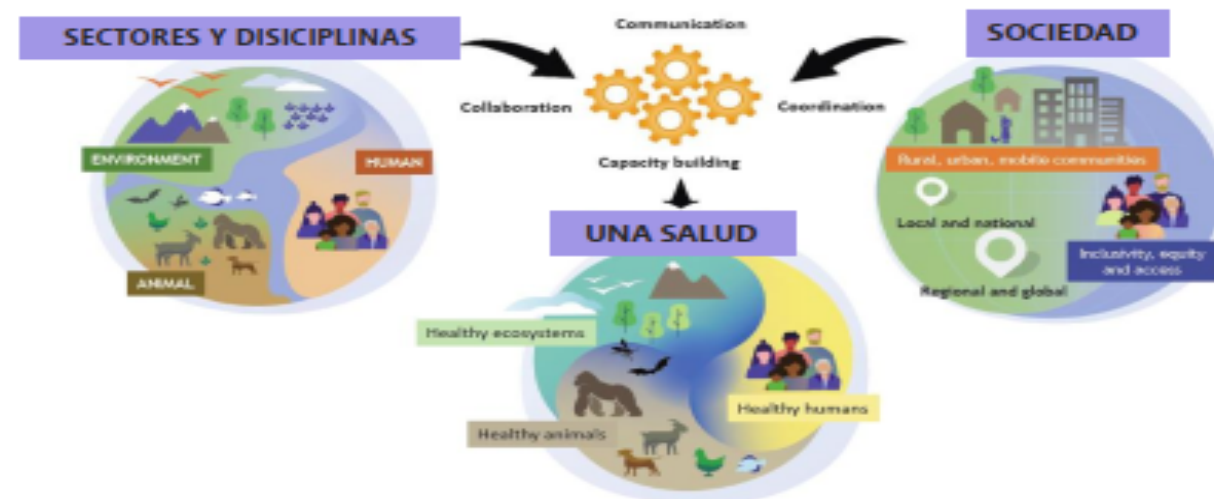 SECTORES Y DISICIPLINAS
ENVIRONMENT
HUMAN
ANIMAL
Communication
Collaboration
Coordination
Capacity building
SOCIEDAD
Rural, urban, mobile communities
Local and national
Inclusivity, equity
and access
Regional and global
UNA SALUD
Healthy ecosystems
Healthy humans
Healthy animals